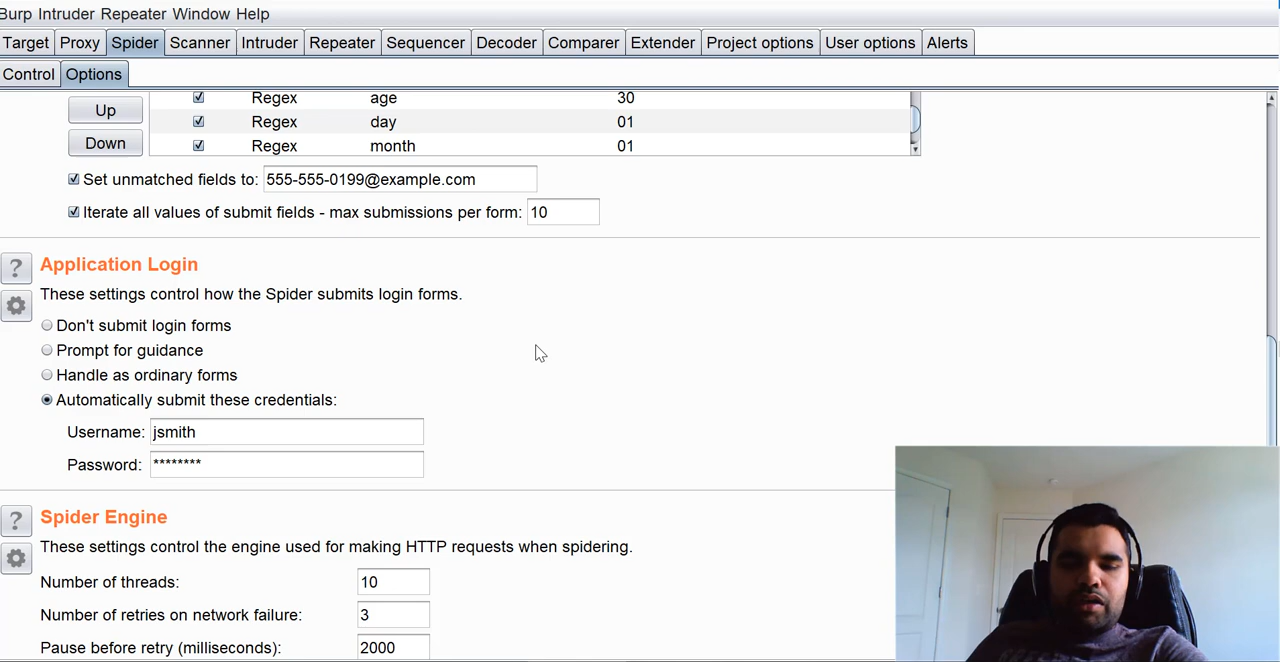 Burp Intruder Repeater Window Help
Target Proxy Spider Scanner Intruder Repeater Sequencer Decoder Comparer Extender Project options User options Alerts
Control Options
Up Regex age 30
Regex day 01
Down Regex month 01
Set unmatched fields to: 555-555-0199@example.com
Iterate all values of submit fields - max submissions per form: 10
? Application Login
These settings control how the Spider submits login forms.
Don't submit login forms
Prompt for guidance
Handle as ordinary forms
Automatically submit these credentials:
Username: jsmith
Password: ********
? Spider Engine
These settings control the engine used for making HTTP requests when spidering.
Number of threads: 10
Number of retries on network failure: 3
Pause before retry (milliseconds): 2000